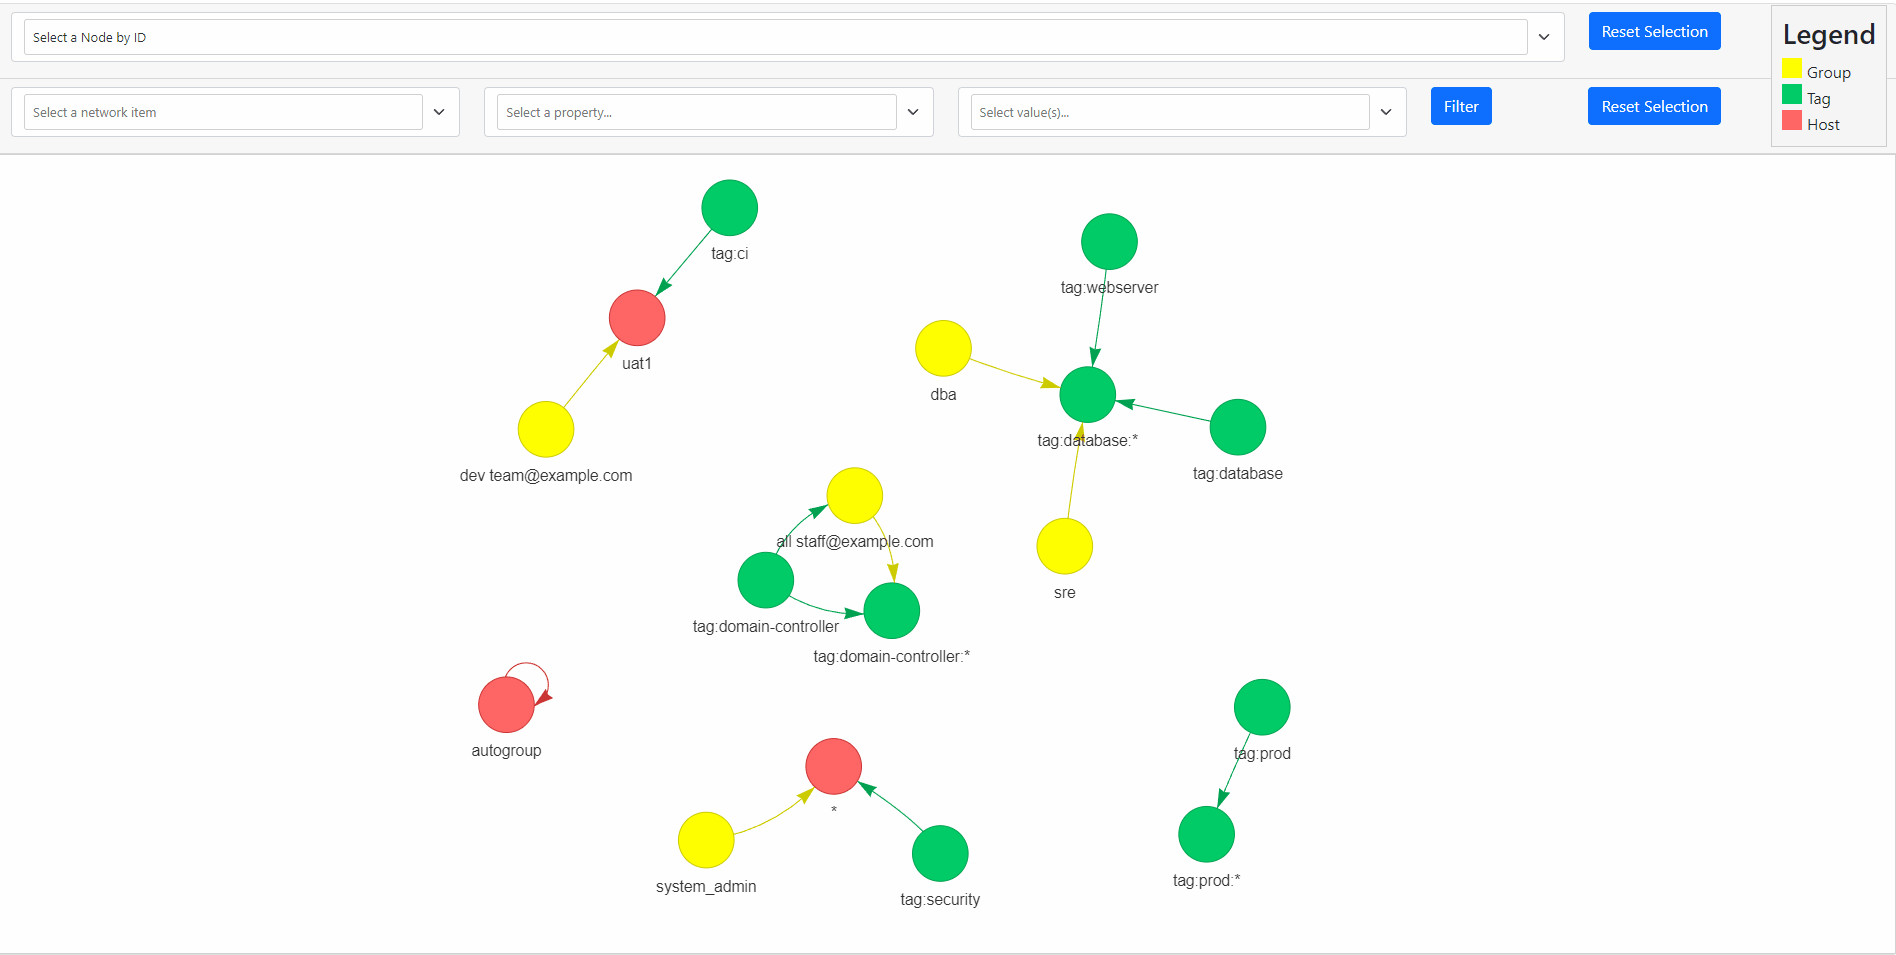 Select a Node by ID
Reset Selection
Legend
Group
Tag
Host
Select a network item
Select a property...
Select value(s)...
Filter
Reset Selection
tag:ci
tag:webserver
uat1
dba
tag:database:*
tag:database
dev team@example.com
all staff@example.com
sre
tag:domain-controller
tag:domain-controller:*
autogroup
tag:prod
*
system_admin
tag:security
tag:prod:*